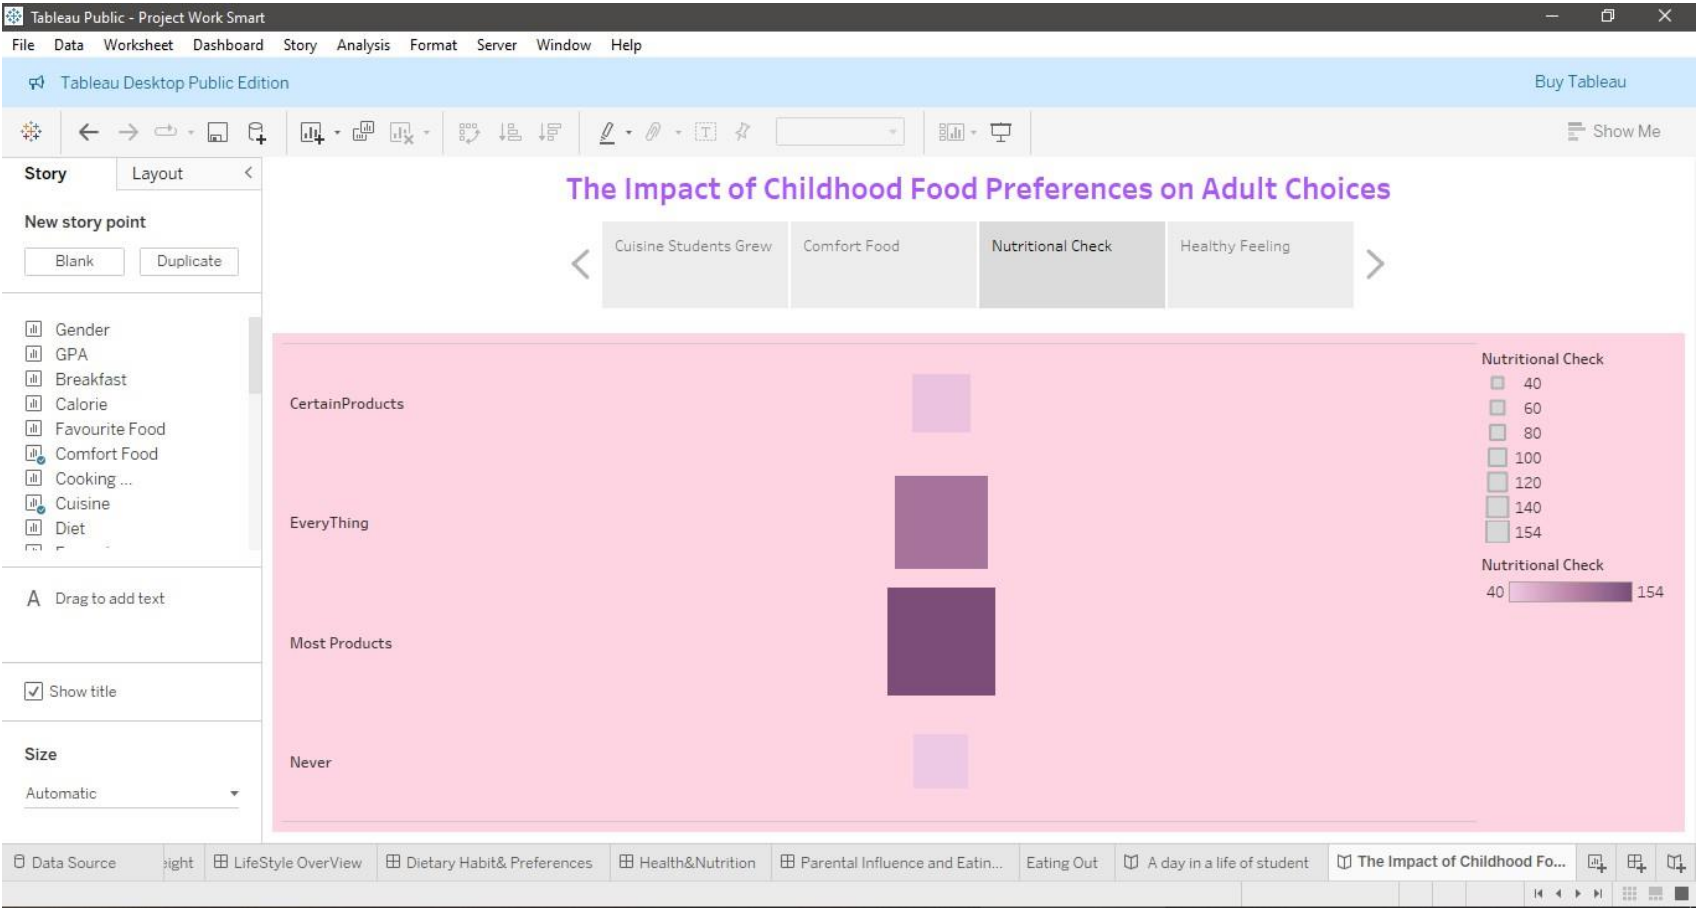 Tableau Public - Project Work Smart
File Data Worksheet Dashboard Story Analysis Format Server Window Help
Tableau Desktop Public Edition
Buy Tableau
Show Me
Story Layout
New story point
Blank Duplicate
Gender
GPA
Breakfast
Calorie
Favourite Food
Comfort Food
Cooking ...
Cuisine
Diet
A Drag to add text
Show title
Size
Automatic
The Impact of Childhood Food Preferences on Adult Choices
Cuisine Students Grew Comfort Food Nutritional Check Healthy Feeling
CertainProducts
EveryThing
Most Products
Never
Nutritional Check
40
60
80
100
120
140
154
Nutritional Check
40 154
Data Source eight LifeStyle OverView Dietary Habit& Preferences Health&Nutrition Parental Influence and Eatin... Eating Out A day in a life of student The Impact of Childhood Fo...